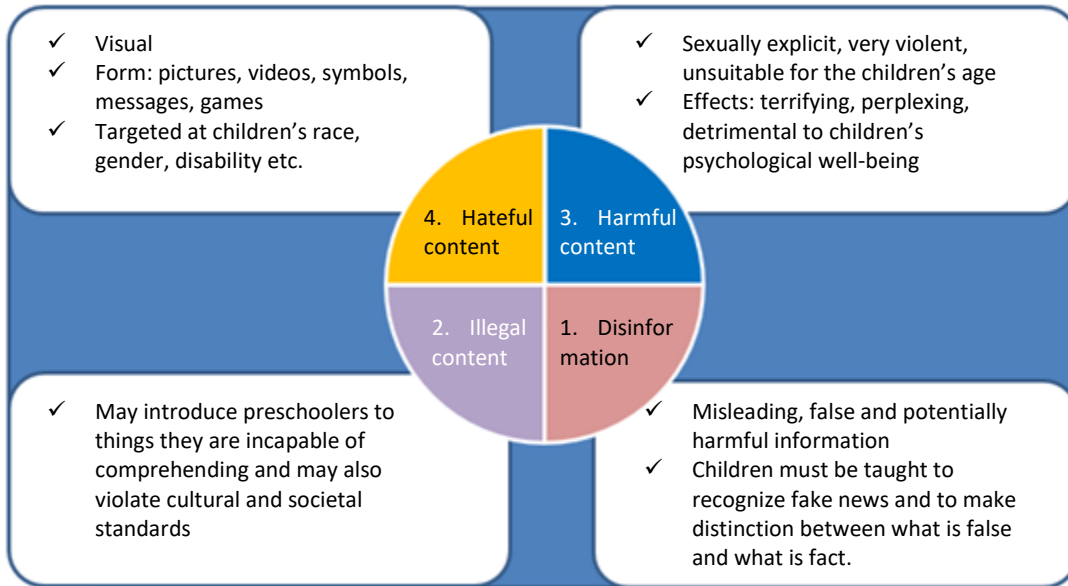 ✓ Visual
✓ Form: pictures, videos, symbols,
messages, games
✓ Targeted at children's race,
gender, disability etc.
✓ Sexually explicit, very violent,
unsuitable for the children's age
✓ Effects: terrifying, perplexing,
detrimental to children's
psychological well-being
4. Hateful
content
3. Harmful
content
2. Illegal
content
1. Disinfor
mation
✓ May introduce preschoolers to
things they are incapable of
comprehending and may also
violate cultural and societal
standards
✓ Misleading, false and potentially
harmful information
✓ Children must be taught to
recognize fake news and to make
distinction between what is false
and what is fact.